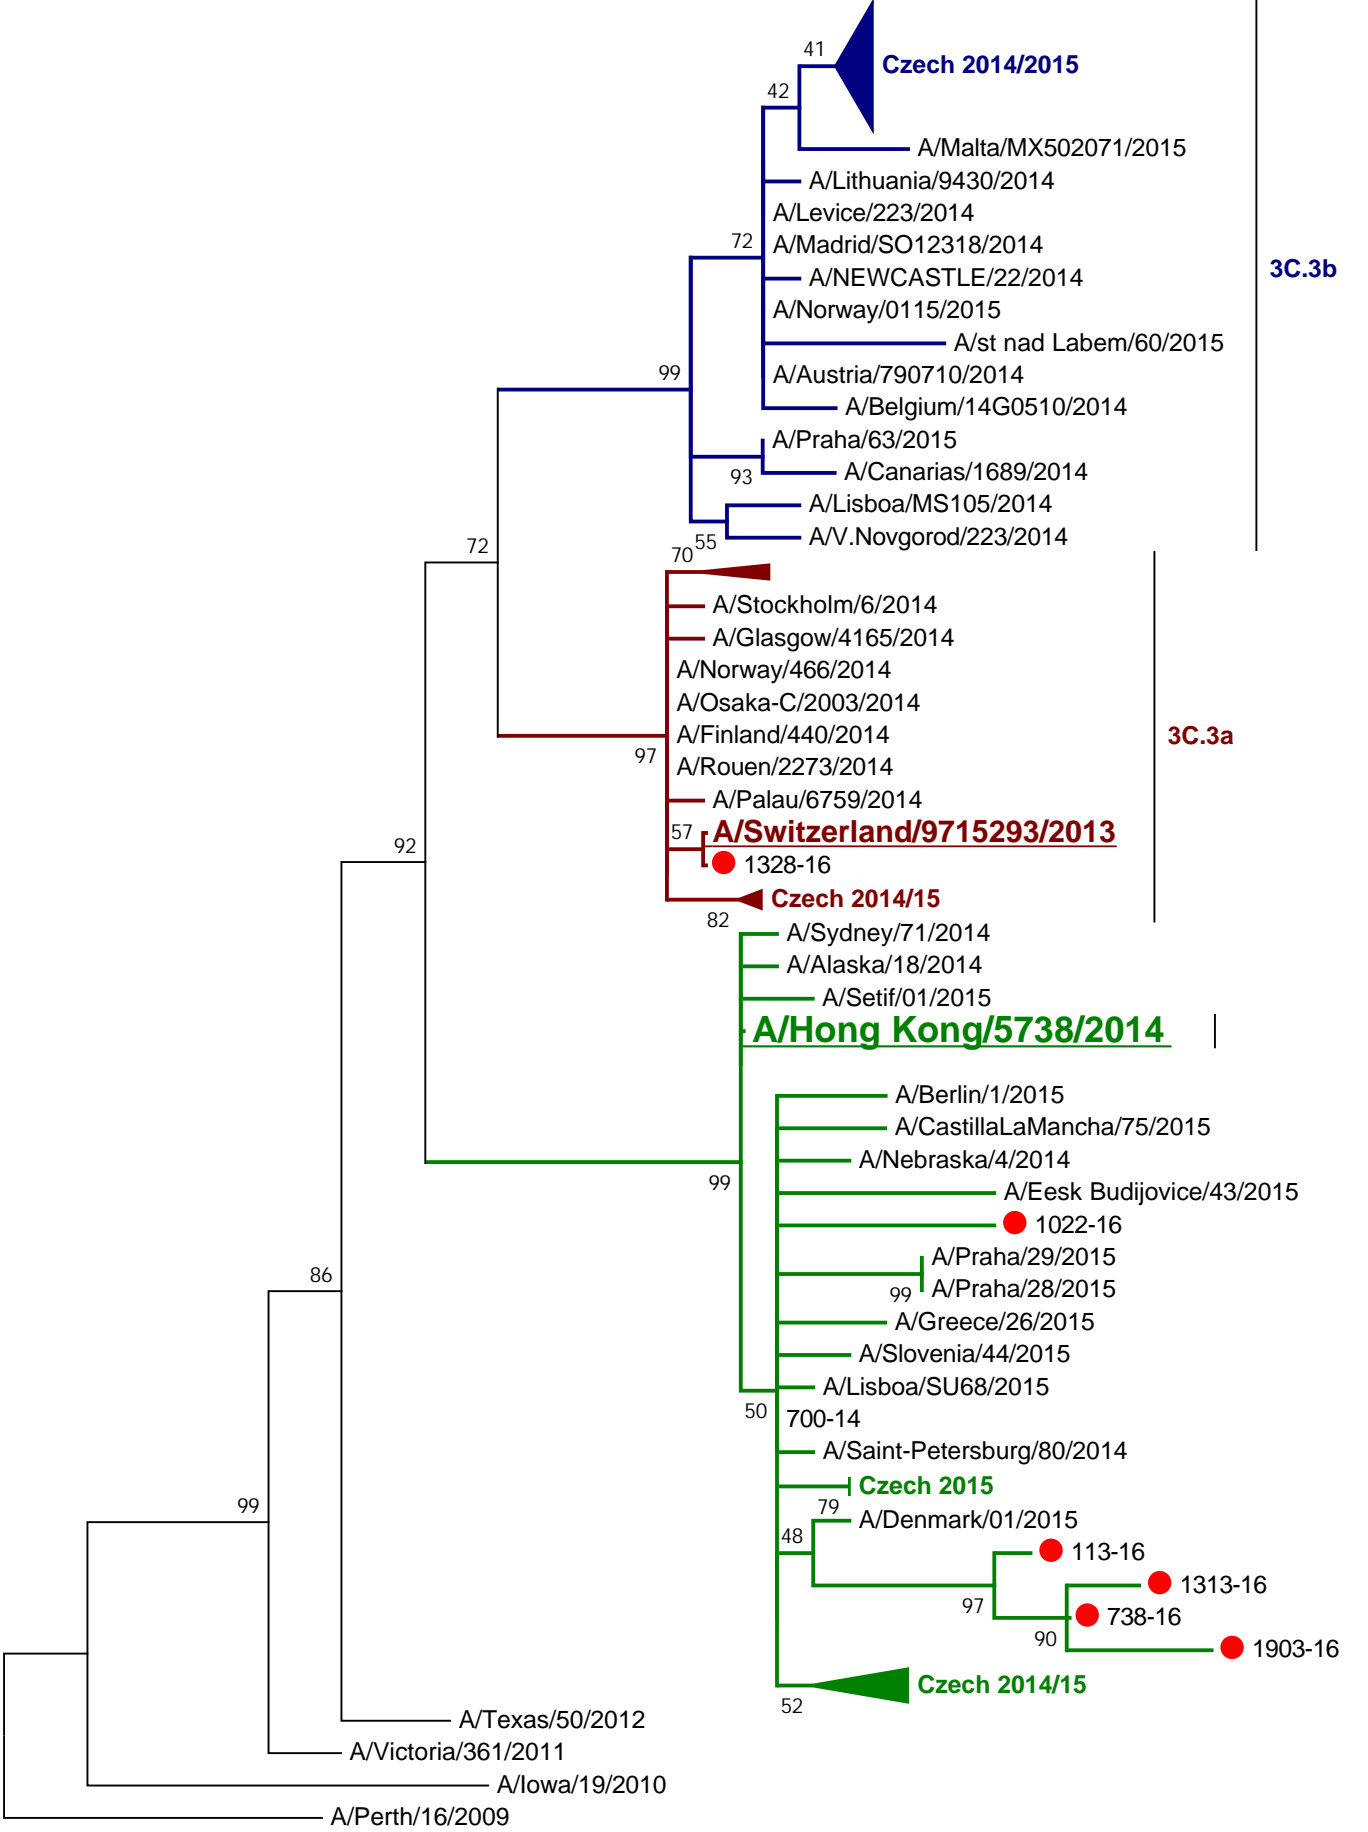 41
Czech 2014/2015
42
A/Malta/MX502071/2015
A/Lithuania/9430/2014
A/Levice/223/2014
72
A/Madrid/SO12318/2014
3C.3b
A/NEWCASTLE/22/2014
A/Norway/0115/2015
A/st nad Labem/60/2015
99
A/Austria/790710/2014
A/Belgium/14G0510/2014
A/Praha/63/2015
93
A/Canarias/1689/2014
A/Lisboa/MS105/2014
A/V.Novgorod/223/2014
72
55
70
A/Stockholm/6/2014
A/Glasgow/4165/2014
A/Norway/466/2014
A/Osaka-C/2003/2014
A/Finland/440/2014
3C.3a
97
A/Rouen/2273/2014
A/Palau/6759/2014
57
A/Switzerland/9715293/2013
92
1328-16
Czech 2014/15
82
A/Sydney/71/2014
A/Alaska/18/2014
A/Setif/01/2015
A/Hong Kong/5738/2014
A/Berlin/1/2015
A/CastillaLaMancha/75/2015
A/Nebraska/4/2014
99
A/Eesk Budijovice/43/2015
1022-16
A/Praha/29/2015
86
99
A/Praha/28/2015
A/Greece/26/2015
A/Slovenia/44/2015
A/Lisboa/SU68/2015
50
700-14
A/Saint-Petersburg/80/2014
Czech 2015
99
79
A/Denmark/01/2015
48
113-16
1313-16
97
738-16
90
1903-16
Czech 2014/15
52
A/Texas/50/2012
A/Victoria/361/2011
A/Iowa/19/2010
A/Perth/16/2009